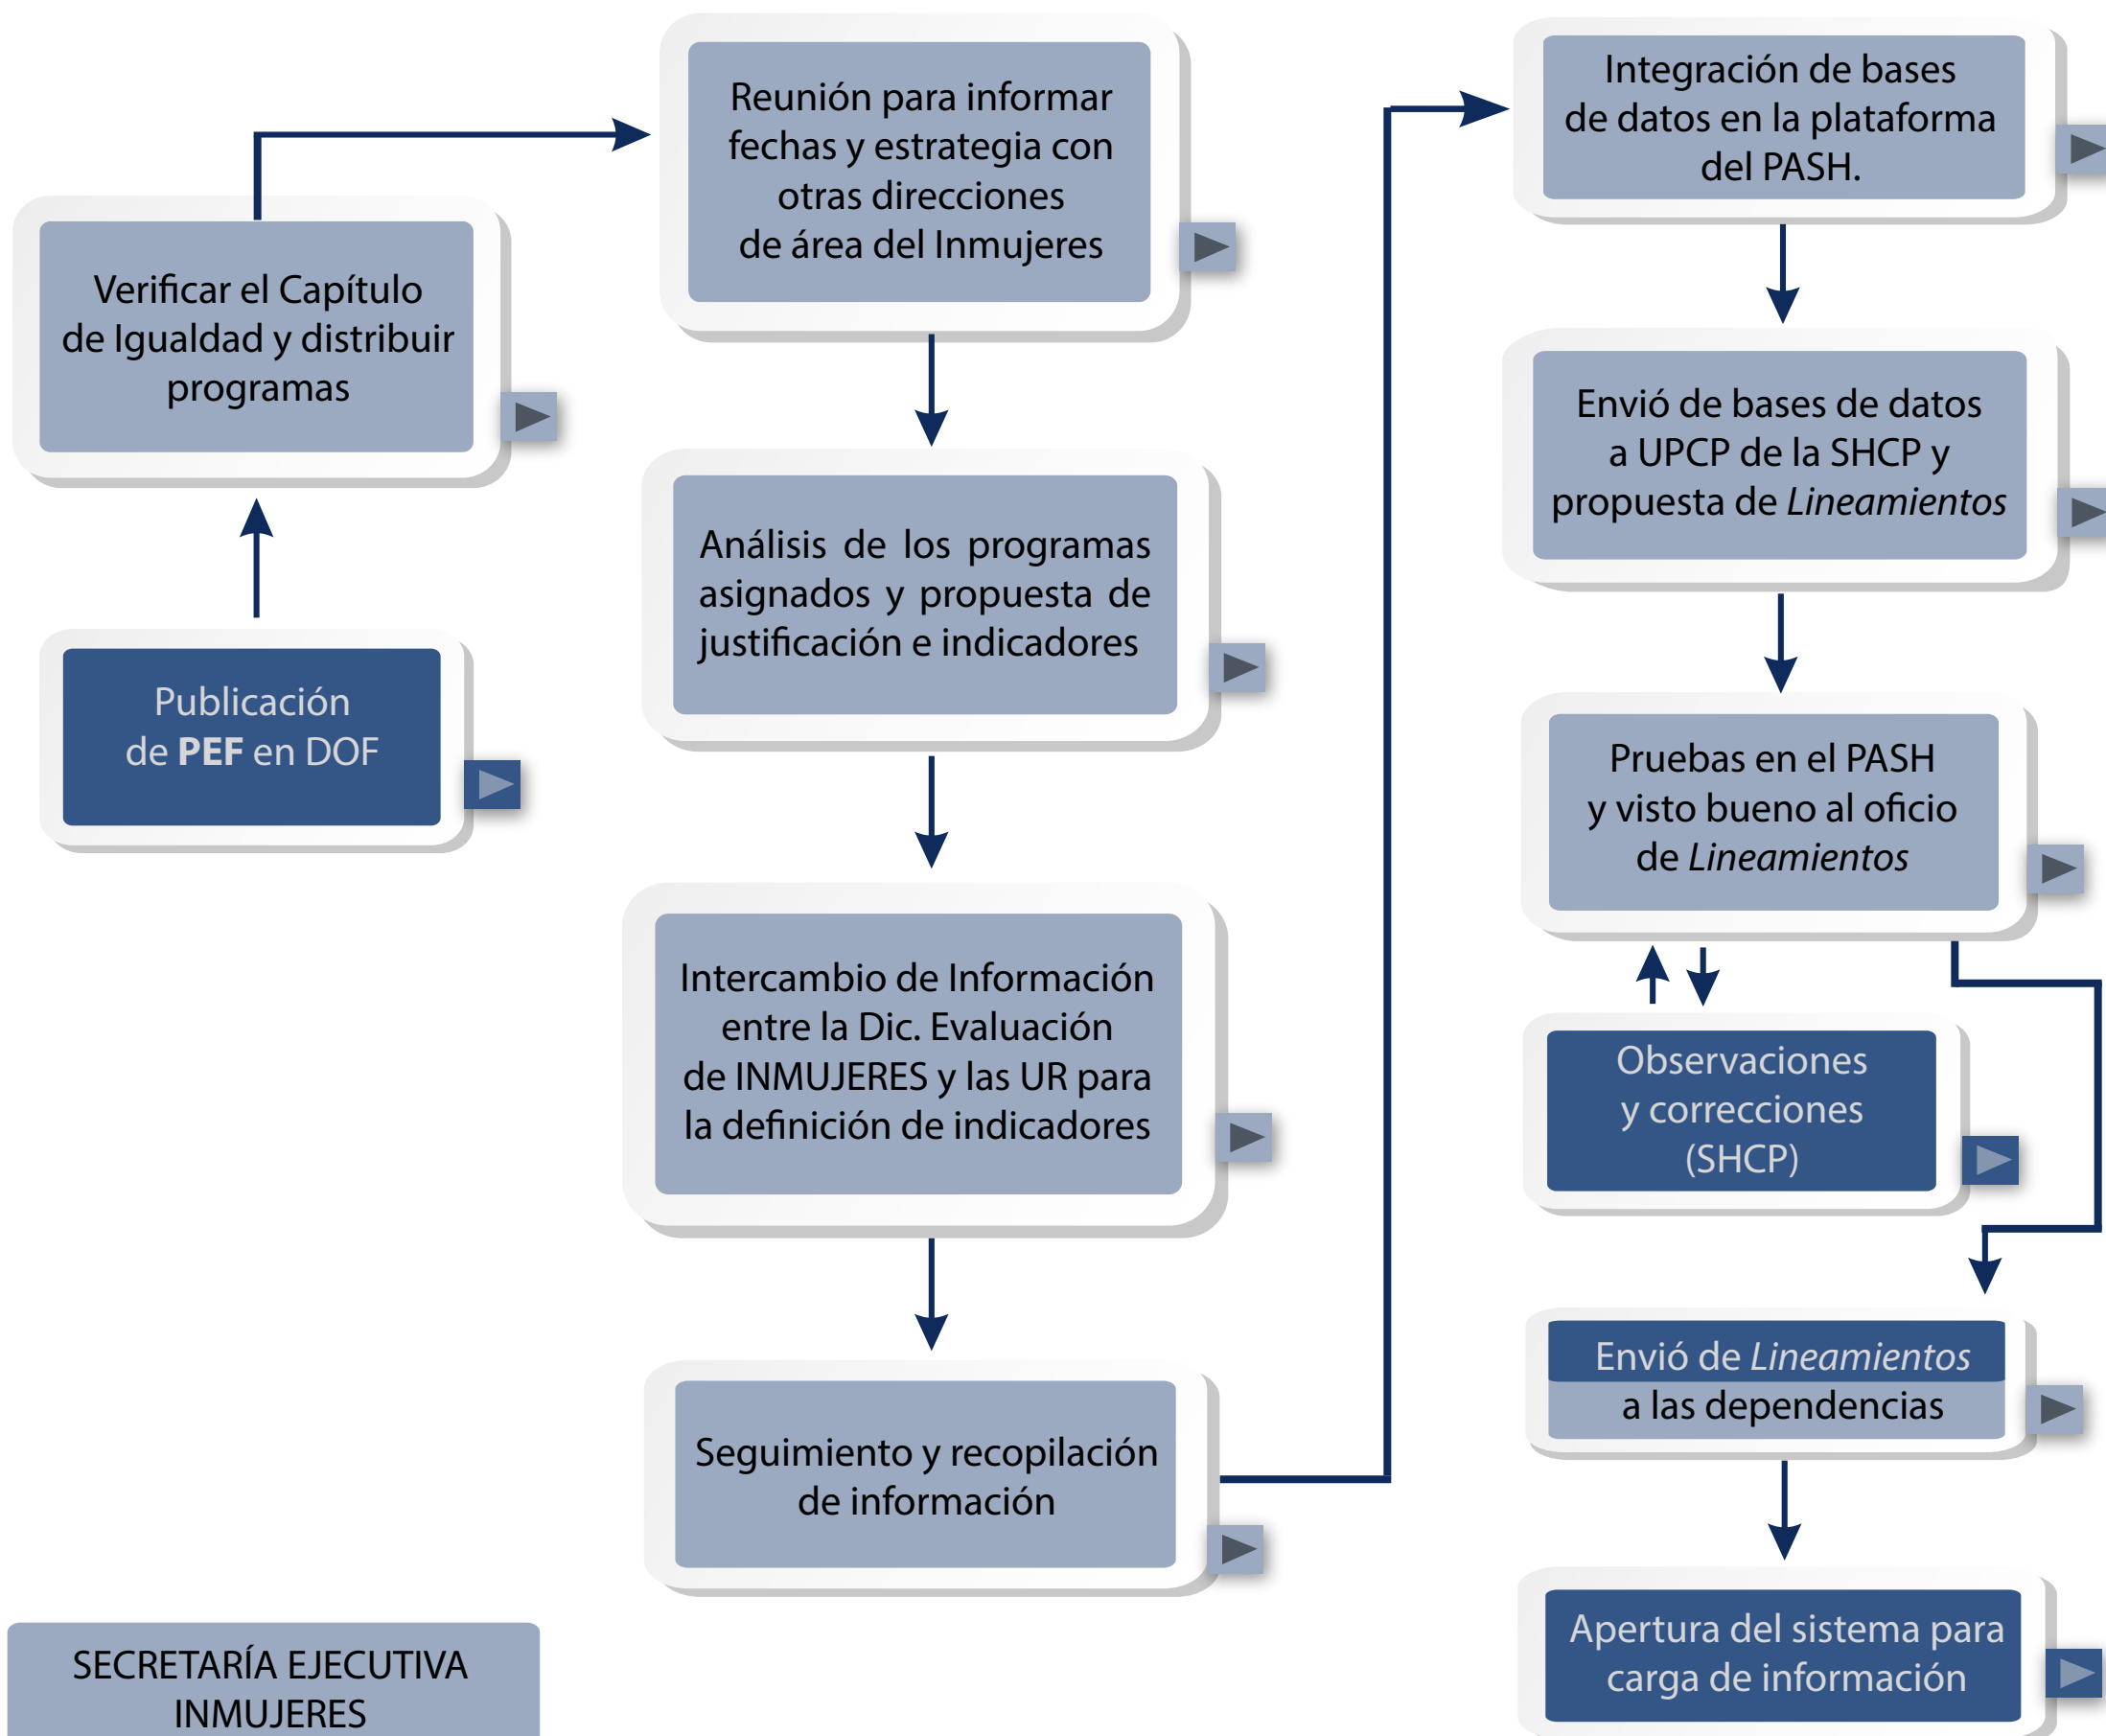 Publicación
de PEF en DOF
Verificar el Capítulo
de Igualdad y distribuir
programas
Reunión para informar
fechas y estrategia con
otras direcciones
de área del Inmujeres
Análisis de los programas
asignados y propuesta de
justificación e indicadores
Intercambio de Información
entre la Dic. Evaluación
de INMUJERES y las UR para
la definición de indicadores
Seguimiento y recopilación
de información
Integración de bases
de datos en la plataforma
del PASH.
Envió de bases de datos
a UPCP de la SHCP y
propuesta de Lineamientos
Pruebas en el PASH
y visto bueno al oficio
de Lineamientos
Observaciones
y correcciones
(SHCP)
Envió de Lineamientos
a las dependencias
Apertura del sistema para
carga de información
SECRETARÍA EJECUTIVA
INMUJERES